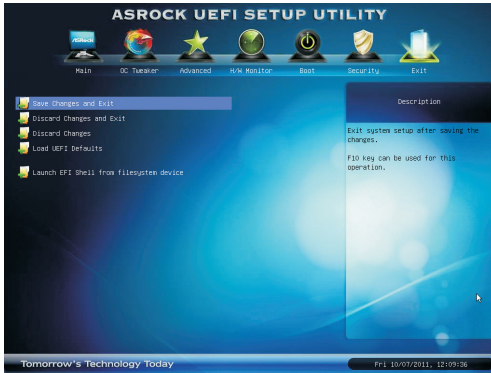 ASROCK UEFI SETUP UTILITY
ASRock
Main OC Tweaker Advanced H/W Monitor Boot Security Exit
Save Changes and Exit
Discard Changes and Exit
Discard Changes
Load UEFI Defaults
Launch EFI Shell from filesystem device
Description
Exit system setup after saving the
changes.
F10 key can be used for this
operation.
Tomorrow's Technology Today
Fri 10/07/2011, 12:09:36